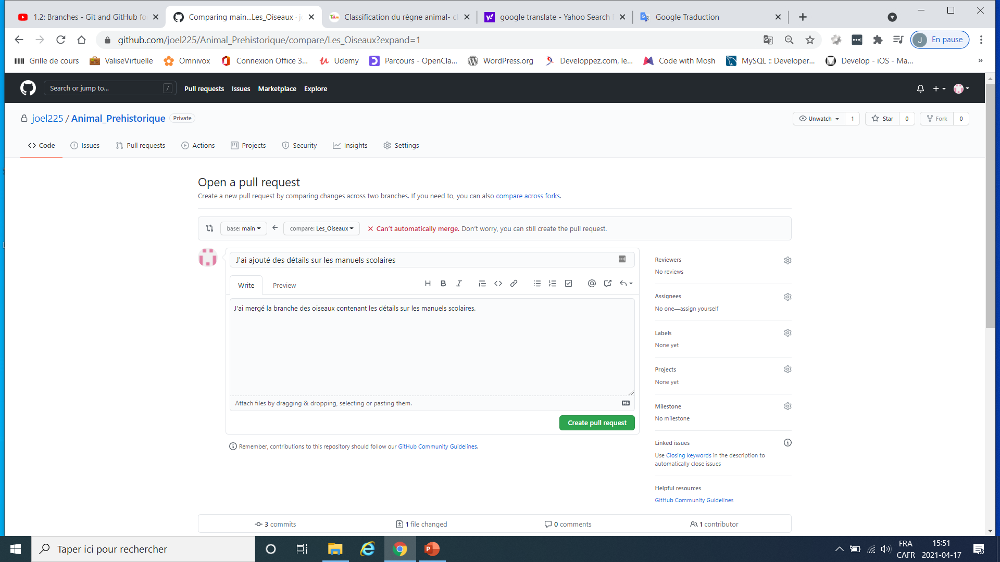 1.2: Branches - Git and GitHub fo
Comparing main...Les_Oiseaux · j
Classification du règne animal- cl
google translate - Yahoo Search
Google Traduction
github.com/joel225/Animal_Prehistorique/compare/Les_Oiseaux?expand=1
J
En pause
Grille de cours
ValiseVirtuelle
Omnivox
Connexion Office 3...
Udemy
Parcours - OpenCla...
WordPress.org
Developpez.com, le...
Code with Mosh
MySQL :: Developer...
Develop - iOS - Ma...
»
Search or jump to...
/
Pull requests
Issues
Marketplace
Explore
joel225 / Animal_Prehistorique
Private
Unwatch
1
Star
0
Fork
0
Code
Issues
Pull requests
Actions
Projects
Security
Insights
Settings
Open a pull request
Create a new pull request by comparing changes across two branches. If you need to, you can also compare across forks.
base: main
compare: Les_Oiseaux
Can't automatically merge. Don't worry, you can still create the pull request.
J'ai ajouté des détails sur les manuels scolaires
Write
Preview
H
B
I
J'ai mergé la branche des oiseaux contenant les détails sur les manuels scolaires.
Attach files by dragging & dropping, selecting or pasting them.
Create pull request
Remember, contributions to this repository should follow our GitHub Community Guidelines.
Reviewers
No reviews
Assignees
No one—assign yourself
Labels
None yet
Projects
None yet
Milestone
No milestone
Linked issues
Use Closing keywords in the description to
automatically close issues
Helpful resources
GitHub Community Guidelines
3 commits
1 file changed
0 comments
1 contributor
Taper ici pour rechercher
FRA
CAFR
15:51
2021-04-17